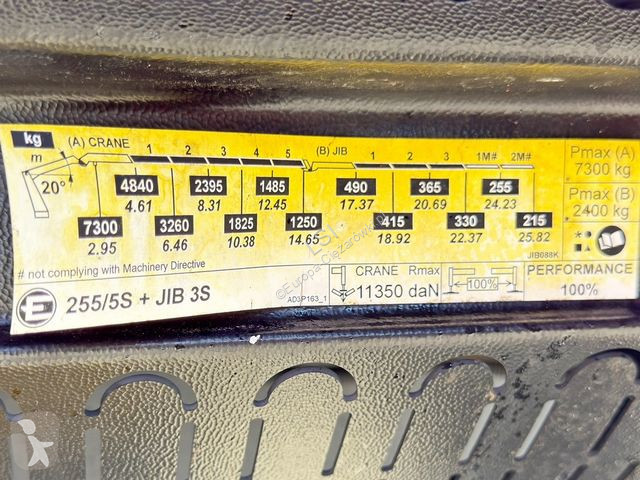 kg (A) CRANE 1 2 3 4 5 (B) JIB 1 2 3 1M# 2M#
m
20°
4840 2395 1485 490 365 255
4.61 8.31 12.45 17.37 20.69 24.23
7300 3260 1825 1250 415 330 215
2.95 6.46 10.38 14.65 18.92 22.37 25.82
Pmax (A)
7300 kg
Pmax (B)
2400 kg
# not complying with Machinery Directive
JIB088K
255/5S + JIB 3S
AD3P163_1
CRANE Rmax
11350 daN
100%
PERFORMANCE
100%